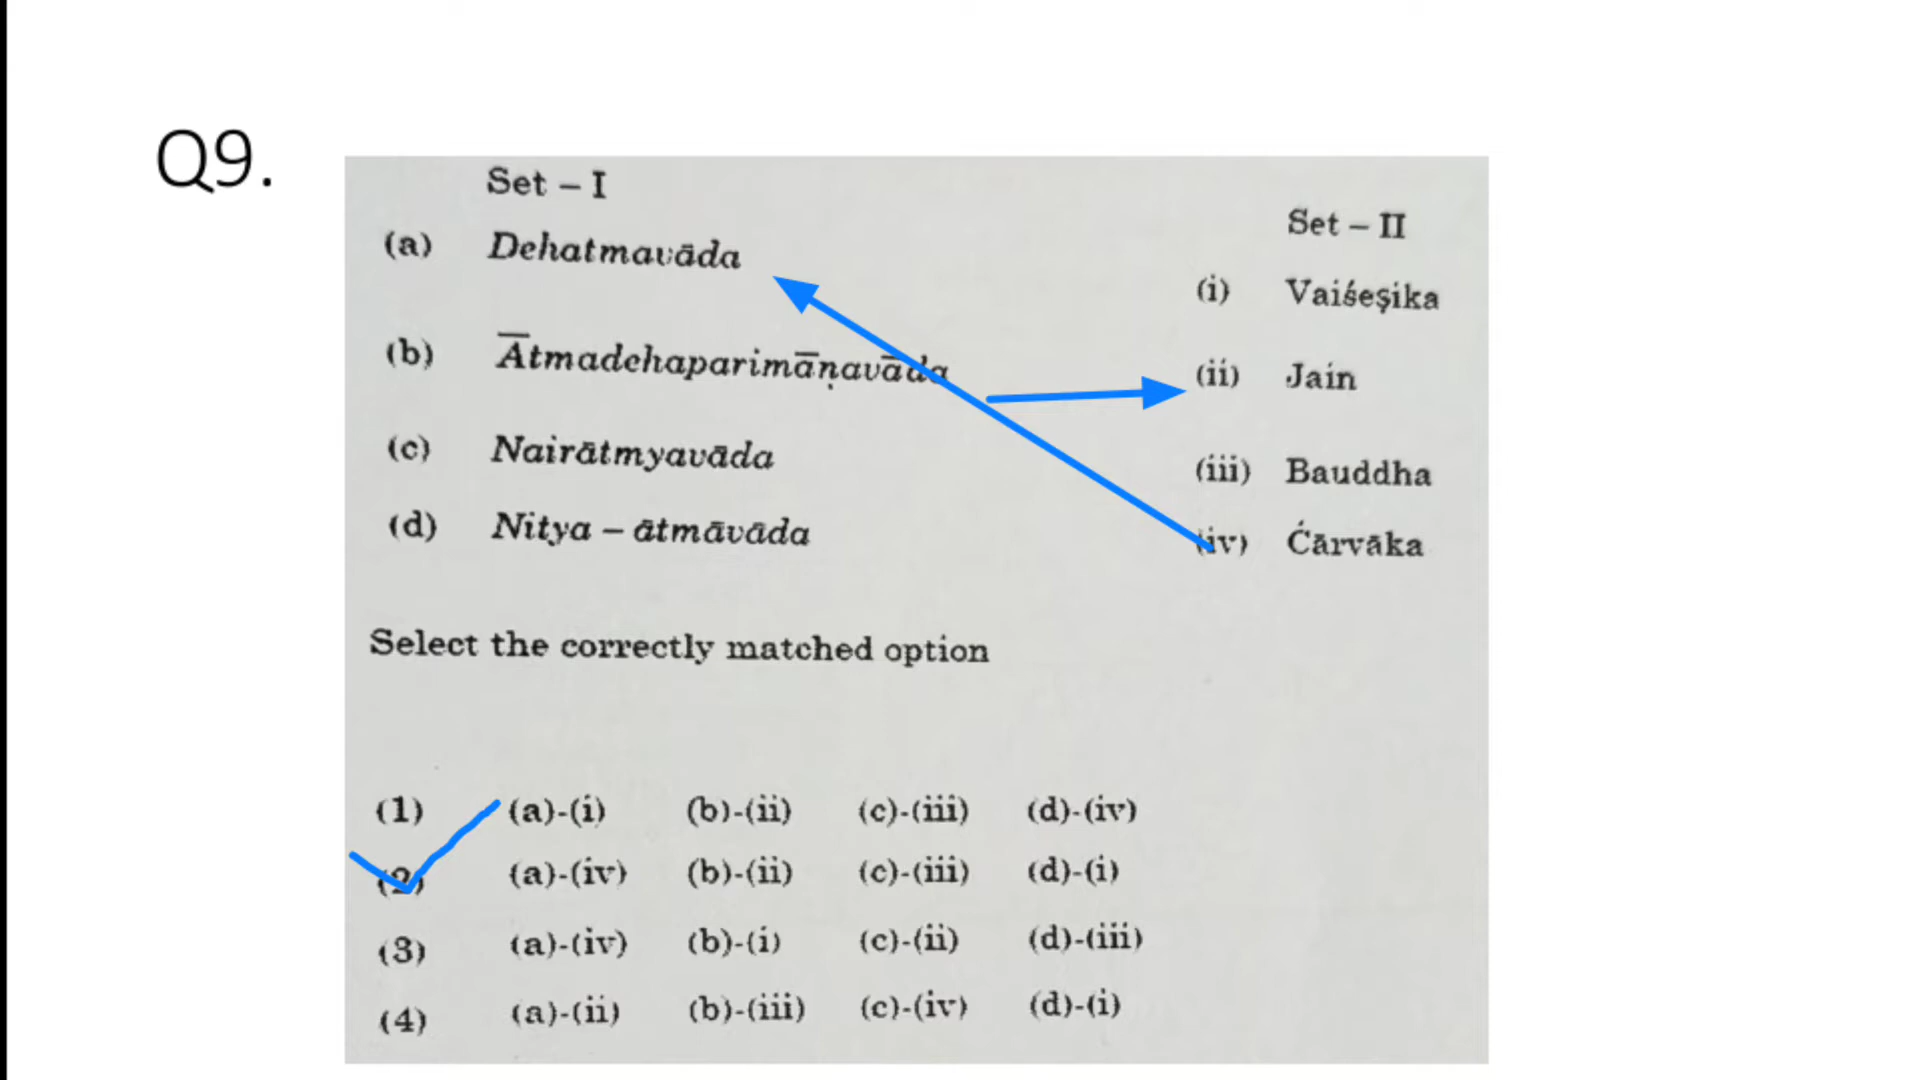 Q9.
Set – I
Set – II
(a) Dehatmavāda
(i) Vaiśeṣika
(b) Ātmadehaparimāṇavāda
(ii) Jain
(c) Nairātmyavāda
(iii) Bauddha
(d) Nitya – ātmāvāda
(iv) Ćārvāka
Select the correctly matched option
(1) (a)-(i) (b)-(ii) (c)-(iii) (d)-(iv)
(2) (a)-(iv) (b)-(ii) (c)-(iii) (d)-(i)
(3) (a)-(iv) (b)-(i) (c)-(ii) (d)-(iii)
(4) (a)-(ii) (b)-(iii) (c)-(iv) (d)-(i)